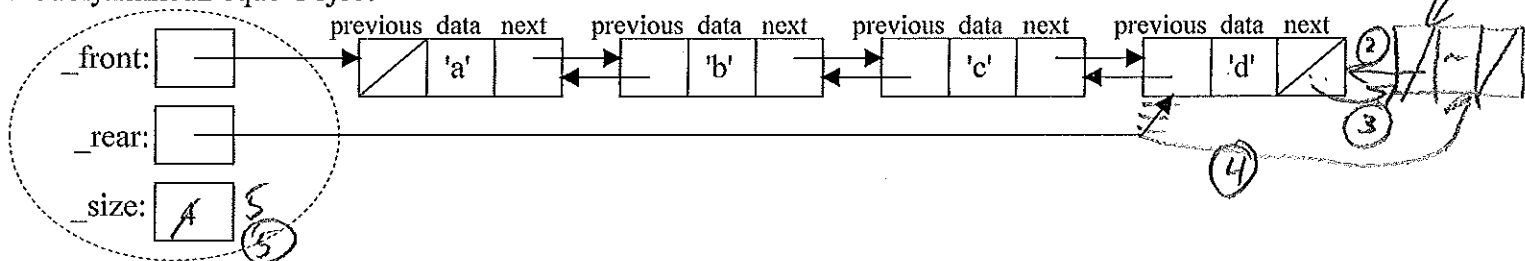 previous data next previous data next previous data next previous data next
_front: 'a' 'b' 'c' 'd' 2 ~
_rear: 3
4
_size: 4 5
5